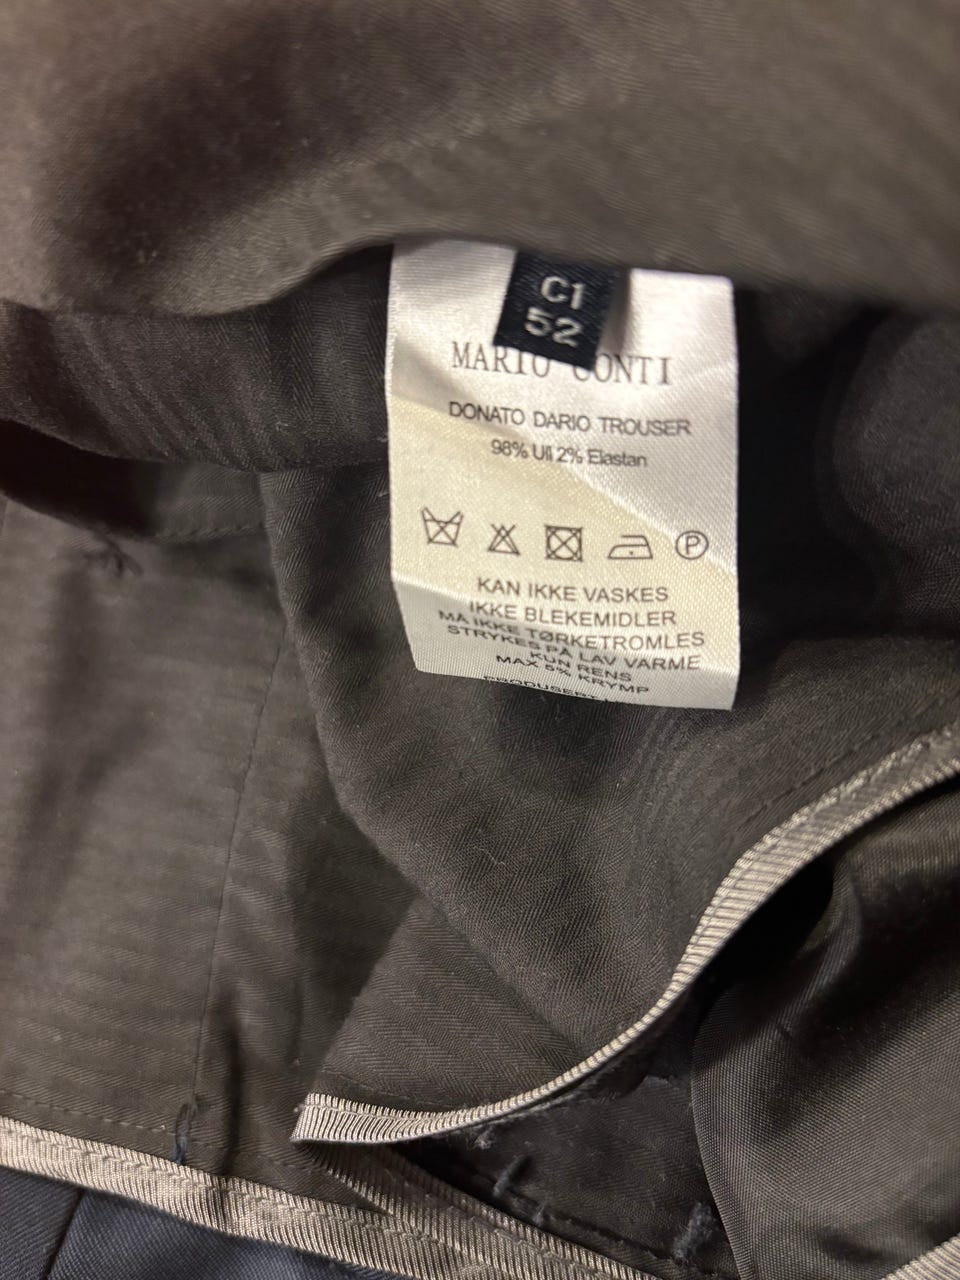 C1
52
MARIO CONTI
DONATO DARIO TROUSER
98% Ull 2% Elastan
P
KAN IKKE VASKES
IKKE BLEKEMIDLER
MÅ IKKE TØRKETROMLES
STRYKES PÅ LAV VARME
KUN RENS
MAX 5% KRYMP
PRODUSERT